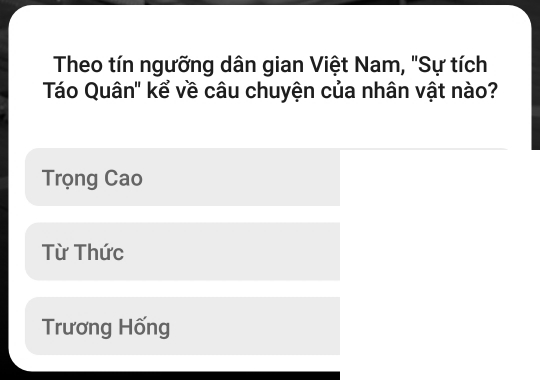 Theo tín ngưỡng dân gian Việt Nam, "Sự tích
Táo Quân" kể về câu chuyện của nhân vật nào?
Trọng Cao
Từ Thức
Trương Hống